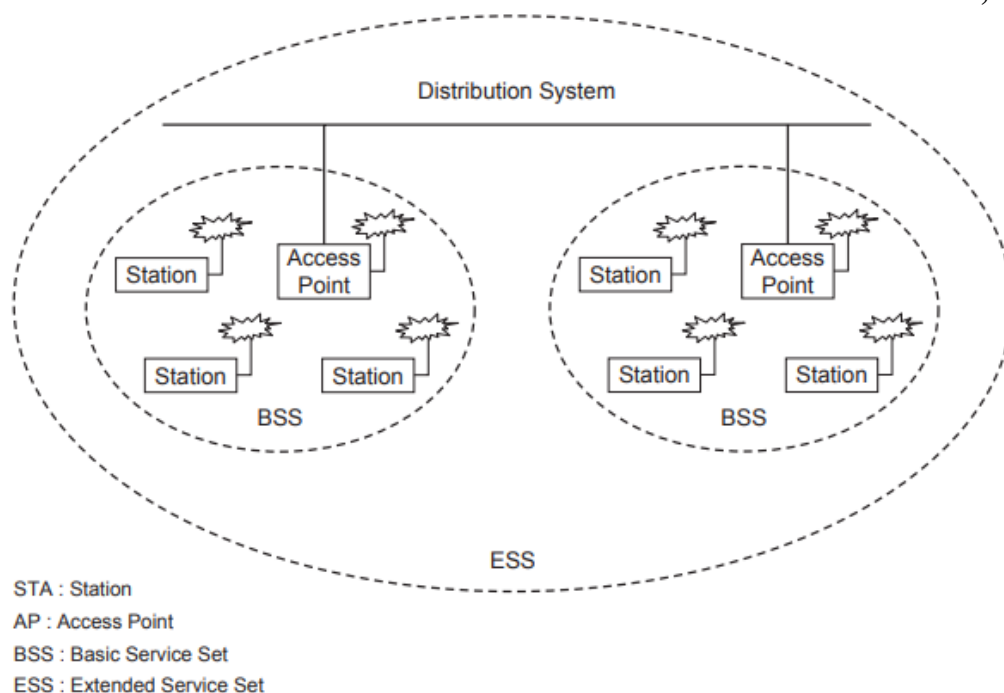 Distribution System
Access
Point
Station
Station
Station
BSS
Access
Point
Station
Station
Station
BSS
ESS
STA : Station
AP : Access Point
BSS : Basic Service Set
ESS : Extended Service Set